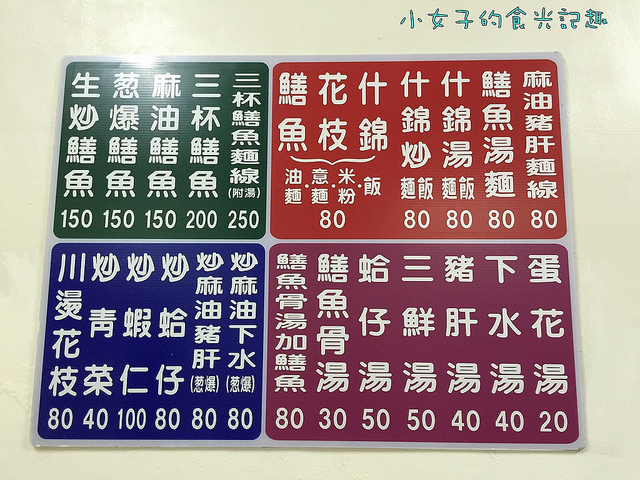 小女子的食光記趣
生炒鱔魚 150
葱爆鱔魚 150
麻油鱔魚 150
三杯鱔魚 200
三杯鱔魚麵線(附湯) 250
鱔魚 花枝 什錦
油麵.意麵.米粉.飯
80
什錦炒麵飯 80
什錦湯麵飯 80
鱔魚湯麵 80
麻油豬肝麵線 80
川燙花枝 80
炒青菜 40
炒蝦仁 100
炒蛤仔 80
炒麻油豬肝(葱爆) 80
炒麻油下水(葱爆) 80
鱔魚骨湯加鱔魚 80
鱔魚骨湯 30
蛤仔湯 50
三鮮湯 50
豬肝湯 40
下水湯 40
蛋花湯 20